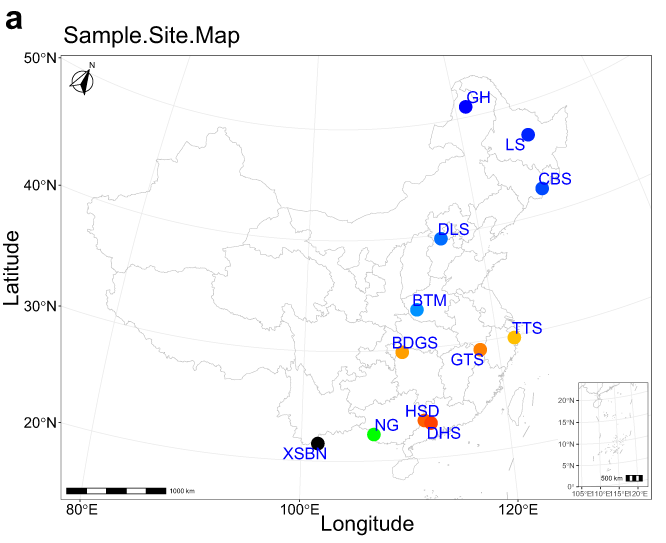 a
Sample.Site.Map
50°N
N
GH
LS
CBS
40°N
DLS
Latitude
30°N
BTM
TTS
BDGS
GTS
20°N
HSD
NG
DHS
XSBN
20°N
15°N
10°N
5°N
500 km
0°
105°E 110°E 115°E 120°E
1000 km
80°E
100°E
120°E
Longitude